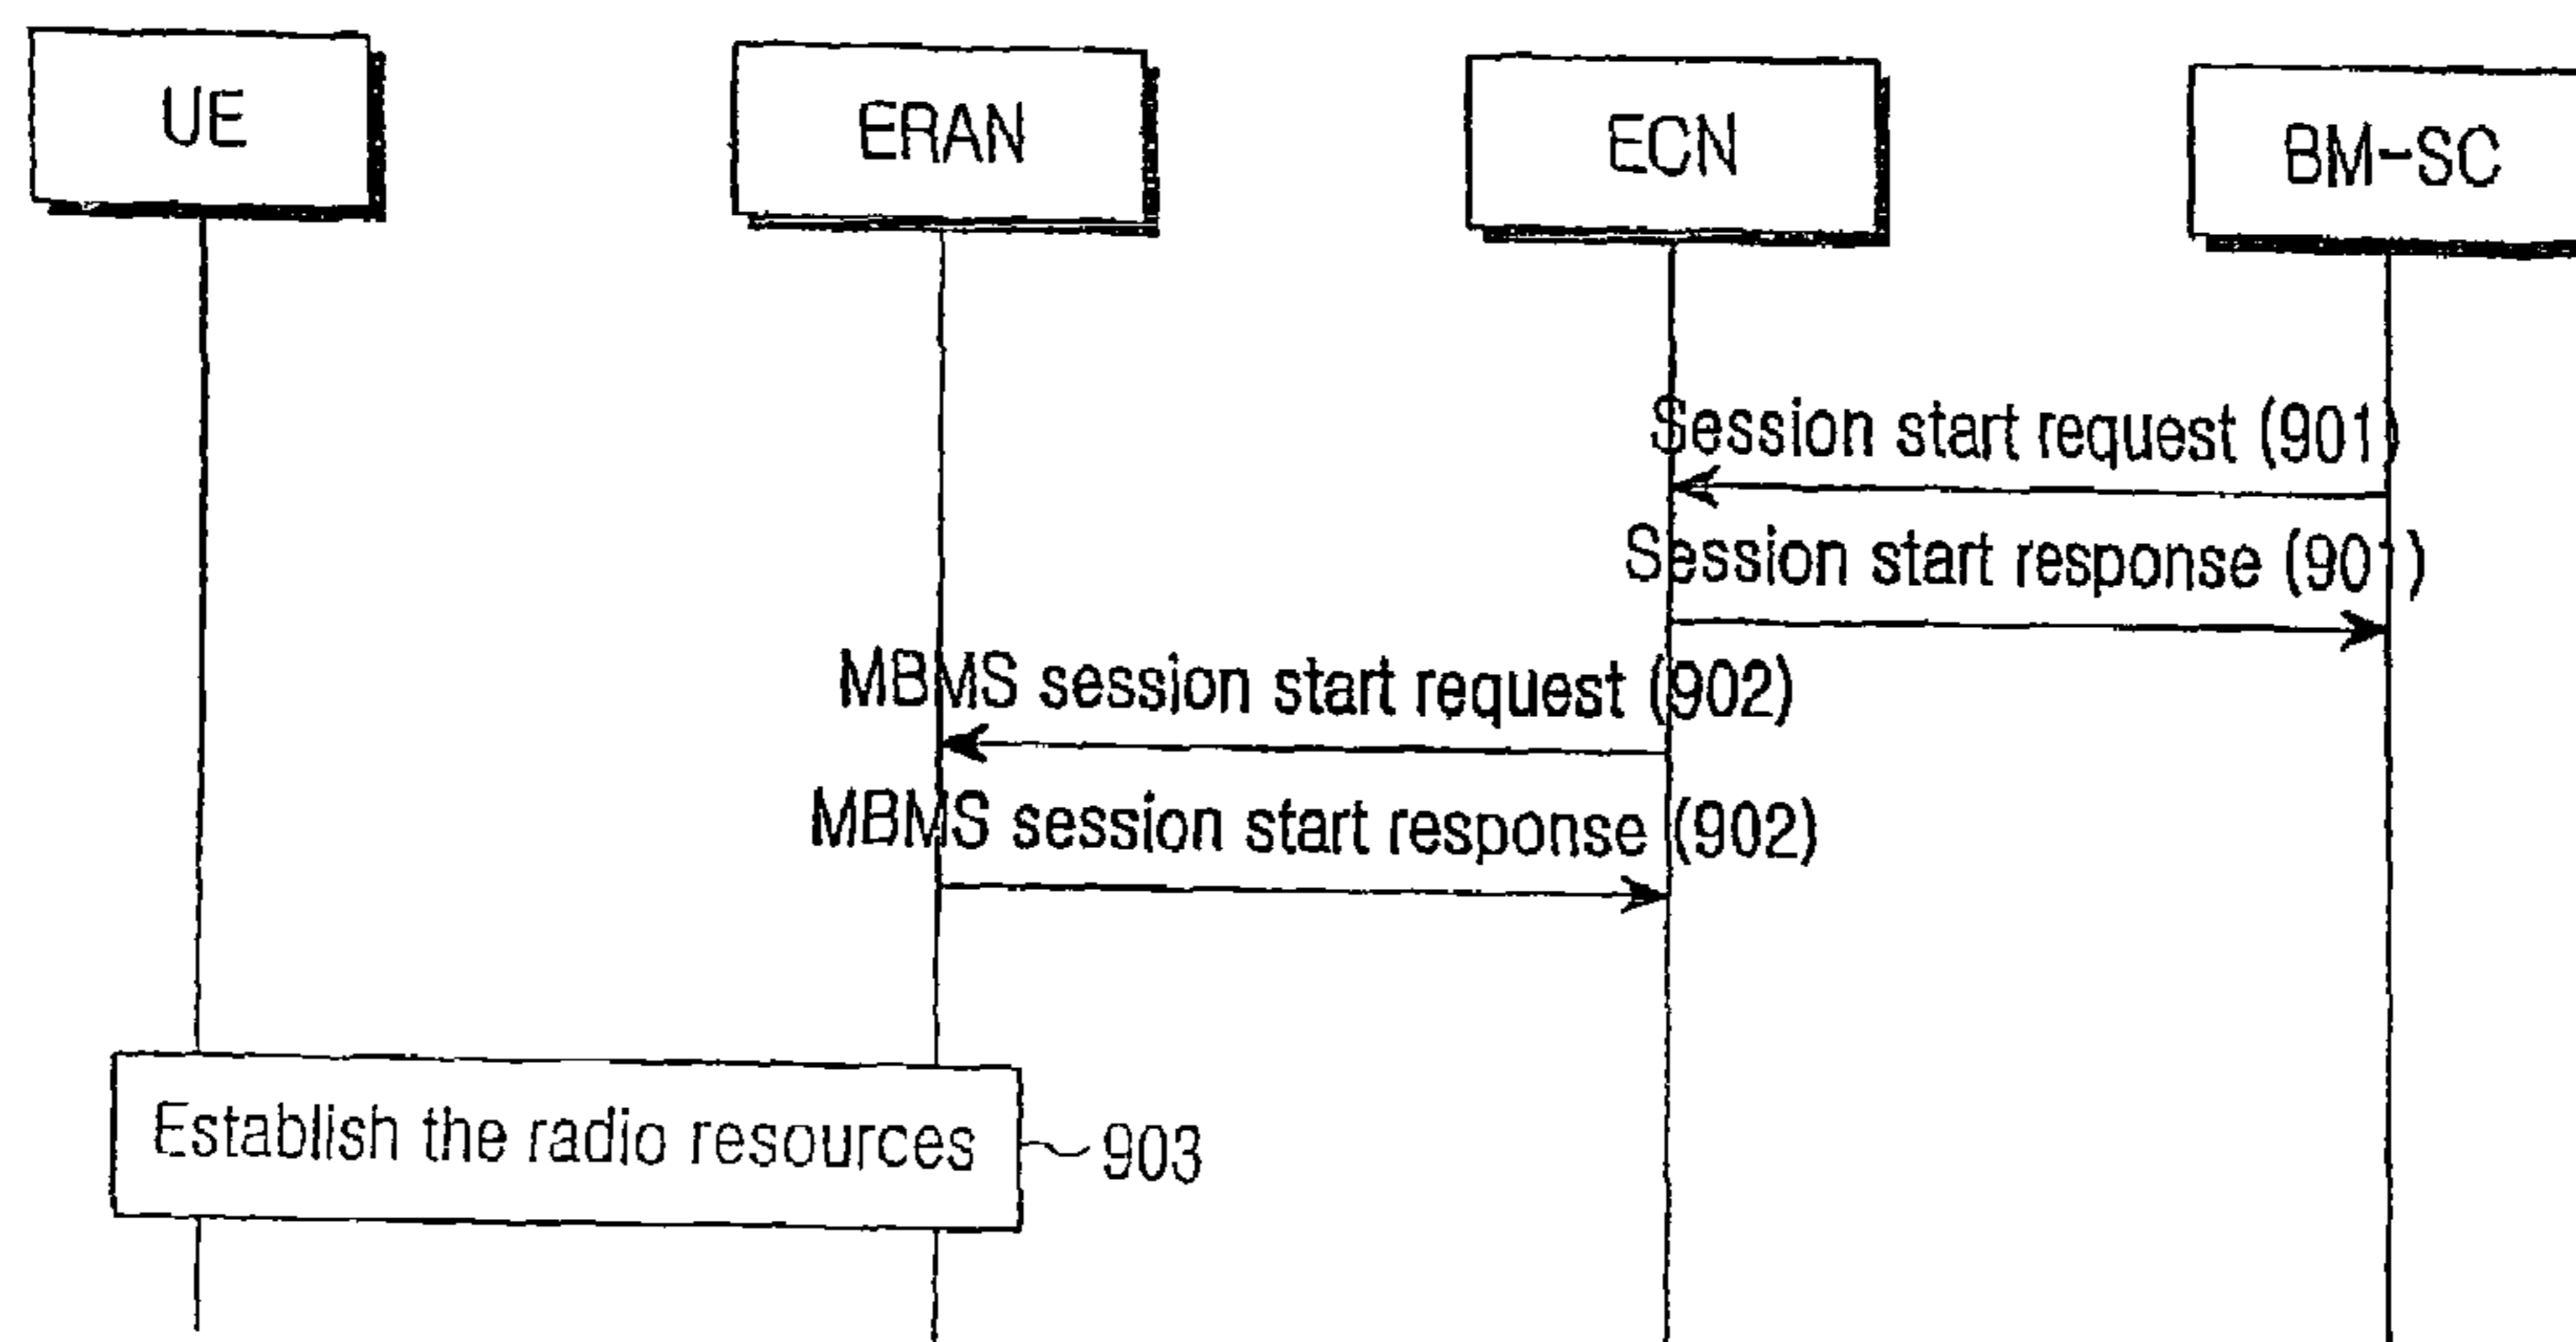 UE
ERAN
ECN
BM-SC
Session start request (901)
Session start response (901)
MBMS session start request (902)
MBMS session start response (902)
Establish the radio resources
903